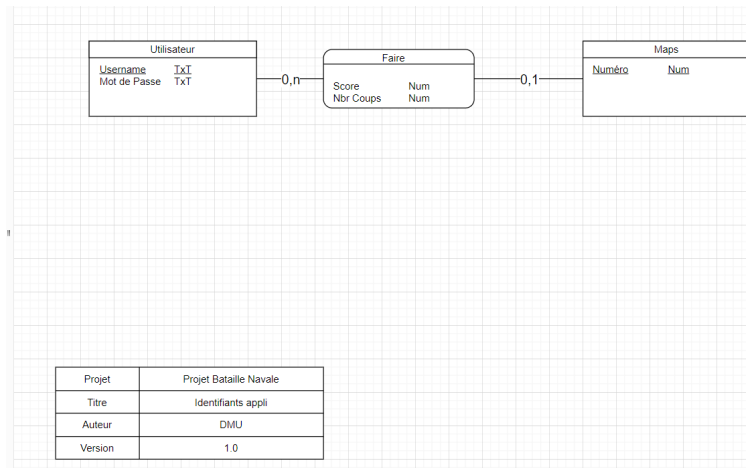 Utilisateur
Username TxT
Mot de Passe TxT
0,n
Faire
Score Num
Nbr Coups Num
0,1
Maps
Numéro Num
Projet Projet Bataille Navale
Titre Identifiants appli
Auteur DMU
Version 1.0